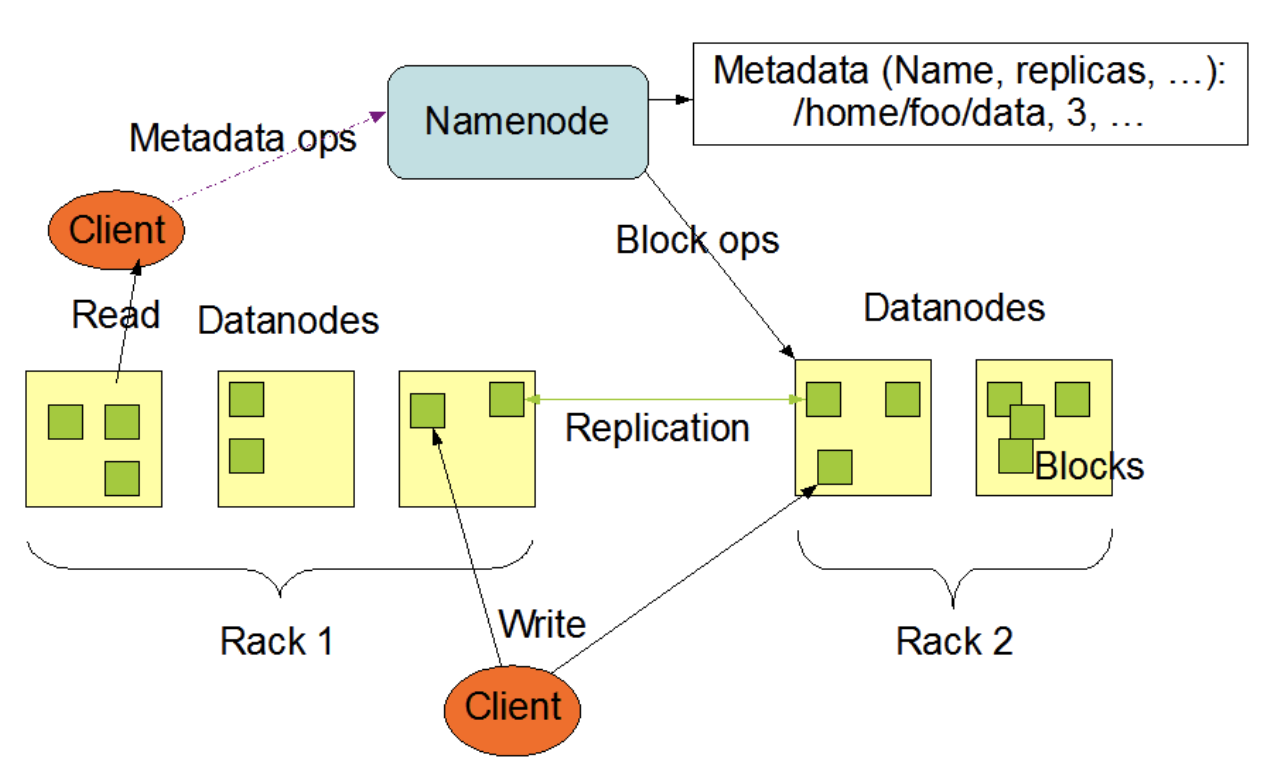 Metadata (Name, replicas, …):
/home/foo/data, 3, …
Namenode
Metadata ops
Client
Block ops
Read
Datanodes
Datanodes
Replication
Blocks
Rack 1
Write
Rack 2
Client